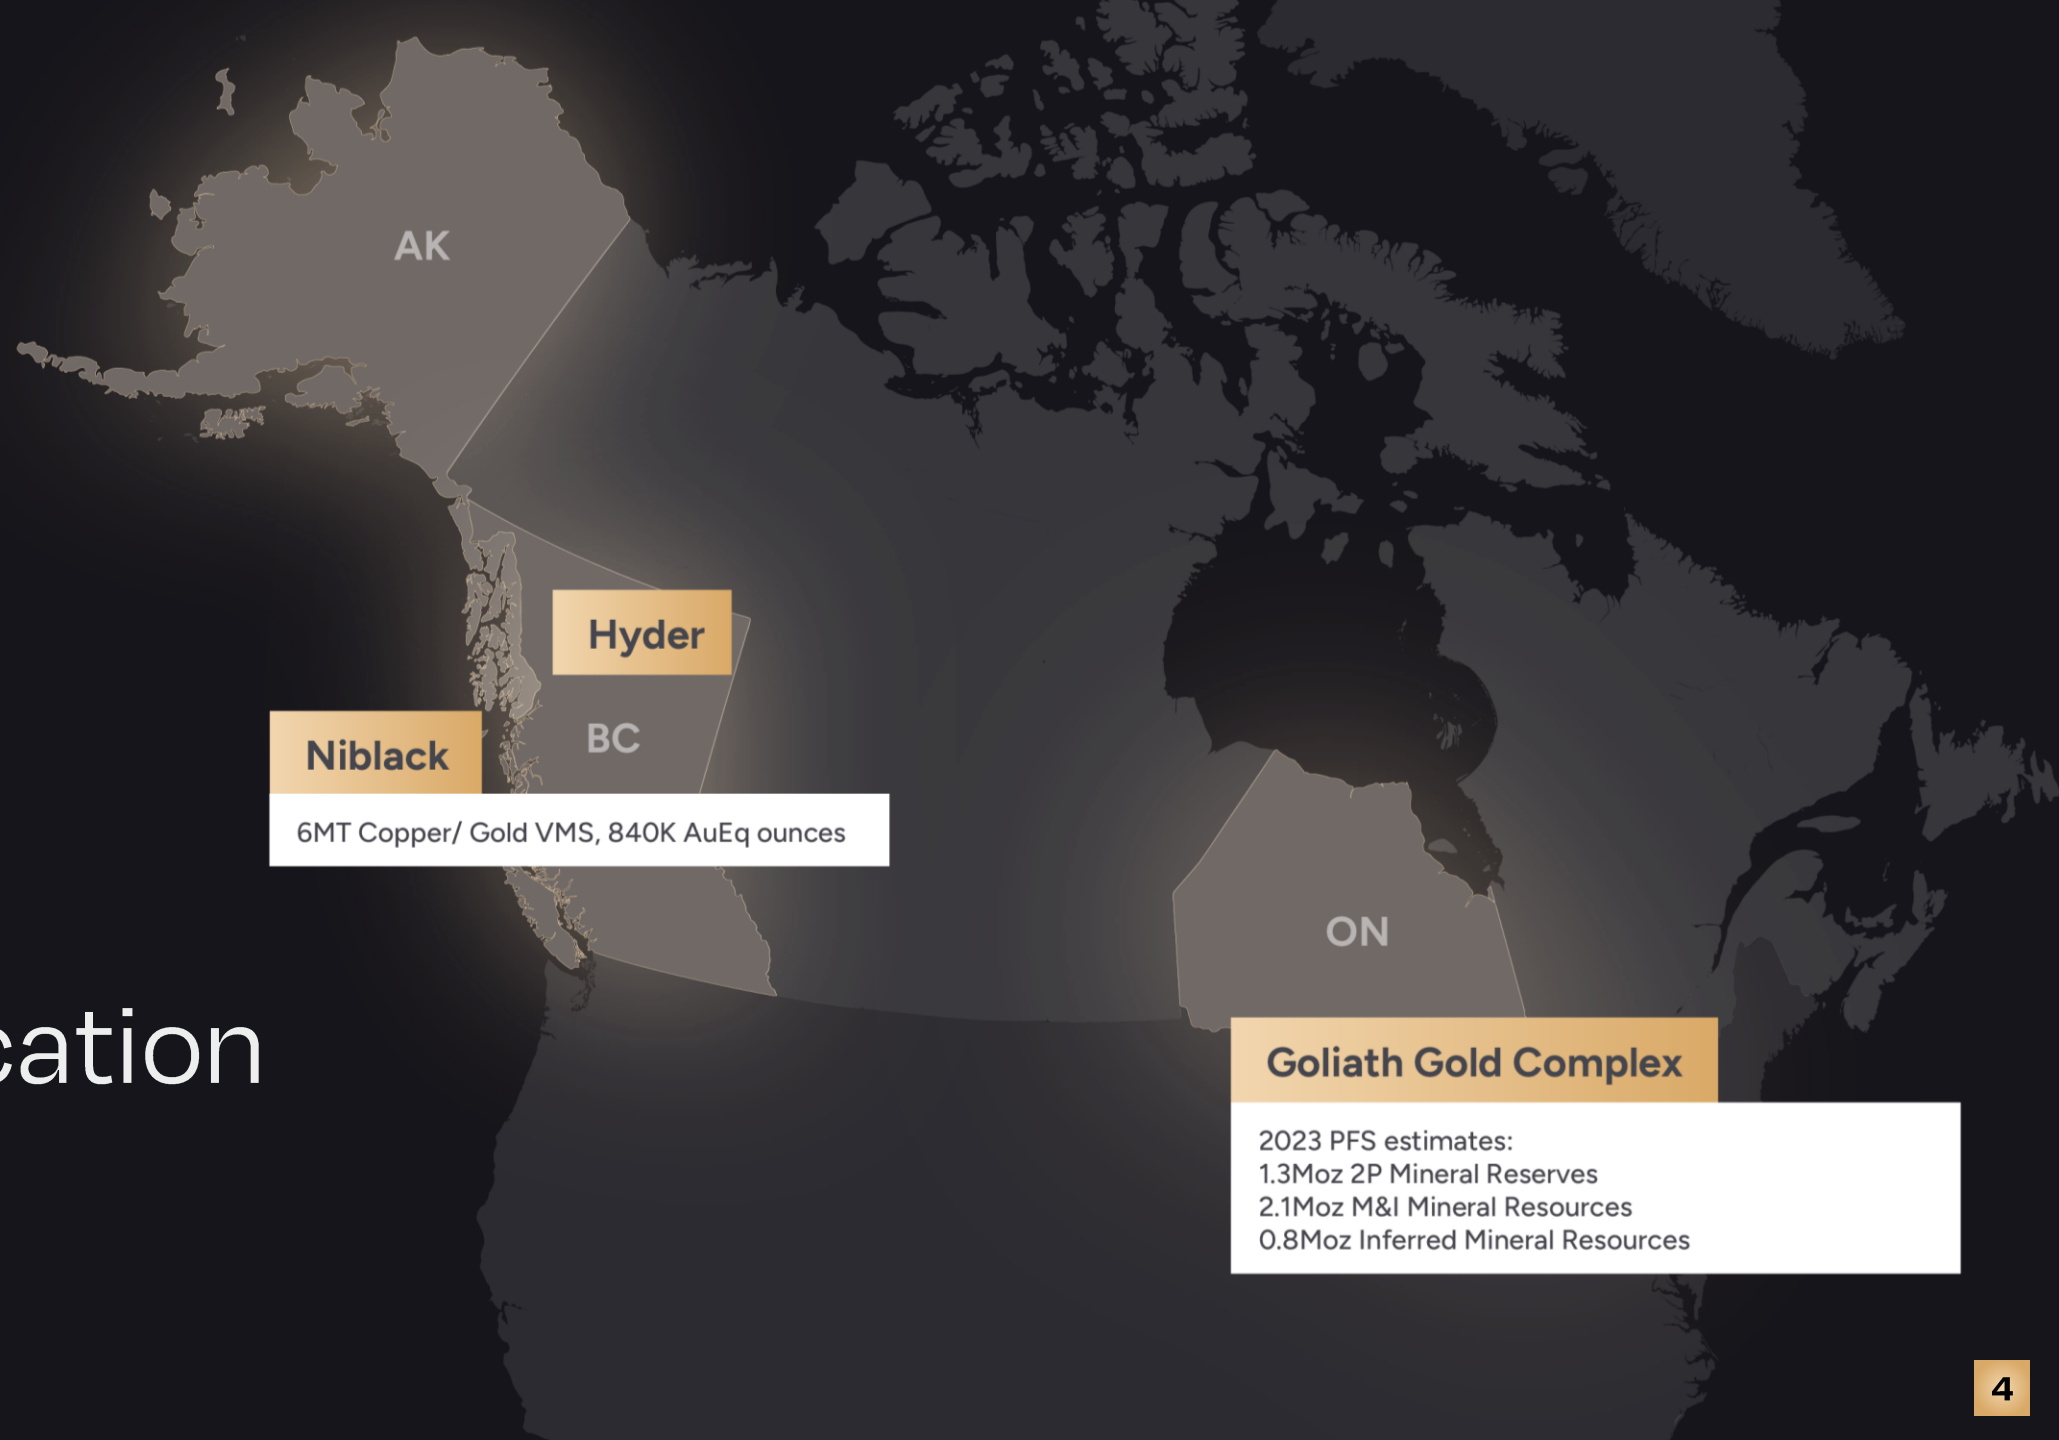 AK
Hyder
BC
Niblack
6MT Copper/ Gold VMS, 840K AuEq ounces
ON
cation
Goliath Gold Complex
2023 PFS estimates:
1.3Moz 2P Mineral Reserves
2.1Moz M&I Mineral Resources
0.8Moz Inferred Mineral Resources
4